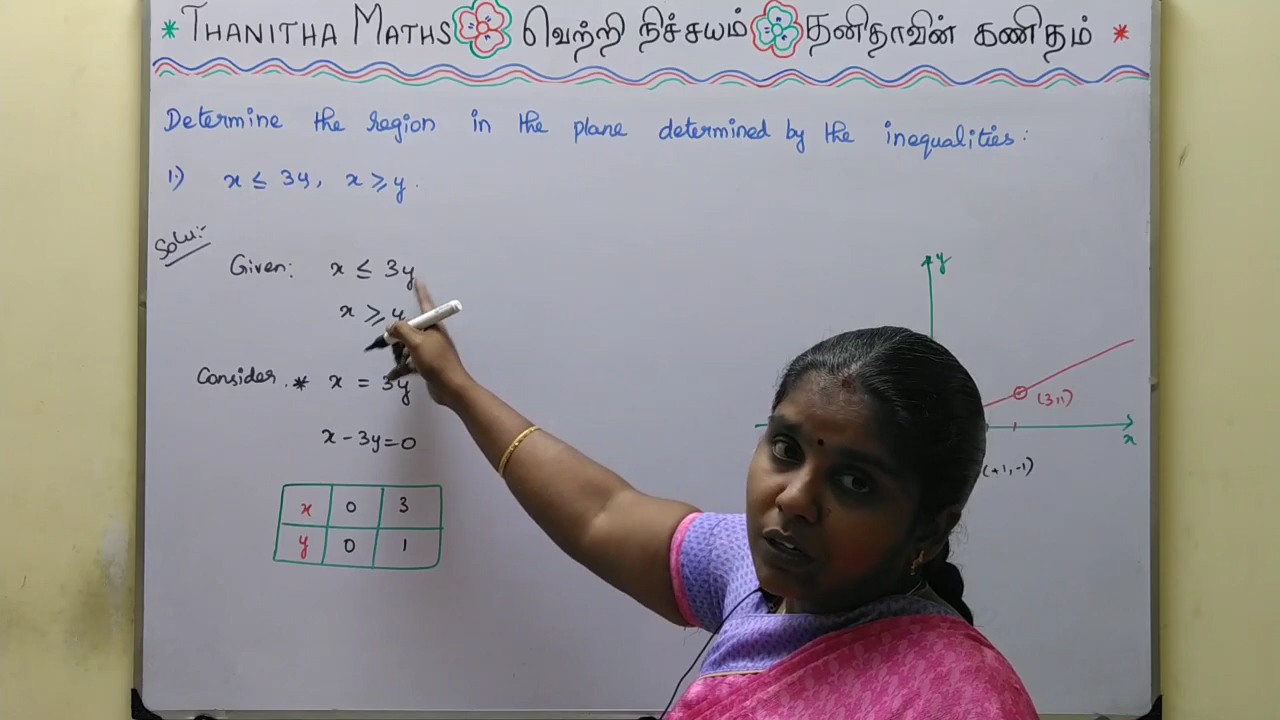 * THANITHA MATHS வெற்றி நிச்சயம் தனிதாவின் கணிதம் *
Determine the region in the plane determined by the inequalities:
1.) x ≤ 3y, x ≥ y.
Solu:-
Given: x ≤ 3y
x ≥ y
Consider * x = 3y
x - 3y = 0
x 0 3
y 0 1
y
(3,1)
x
(+1,-1)